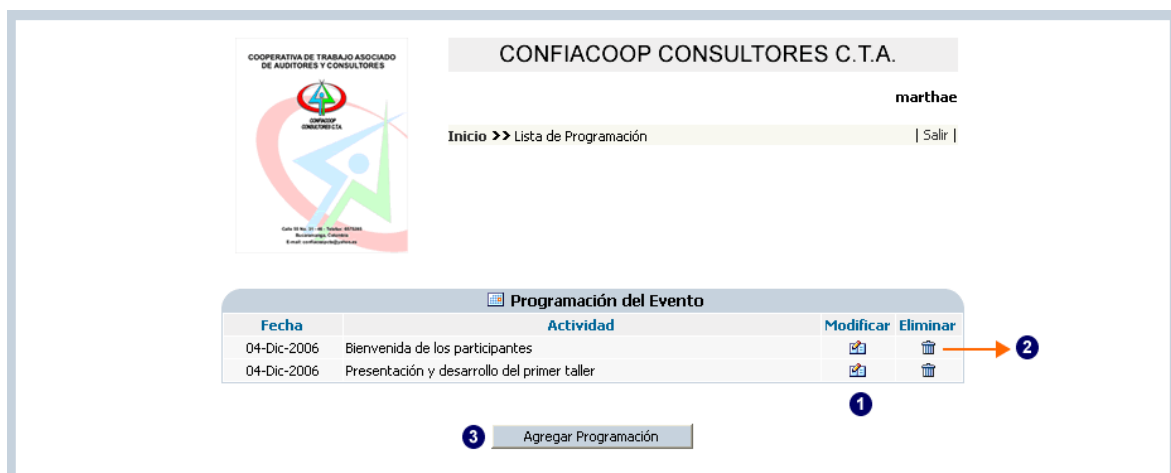 COOPERATIVA DE TRABAJO ASOCIADO
DE AUDITORES Y CONSULTORES
CONFIACOOP
CONSULTORES C.T.A.
Bucaramanga, Colombia
CONFIACOOP CONSULTORES C.T.A.
marthae
Inicio >> Lista de Programación | Salir |
Programación del Evento
Fecha Actividad Modificar Eliminar
04-Dic-2006 Bienvenida de los participantes 2
04-Dic-2006 Presentación y desarrollo del primer taller
1
3 Agregar Programación